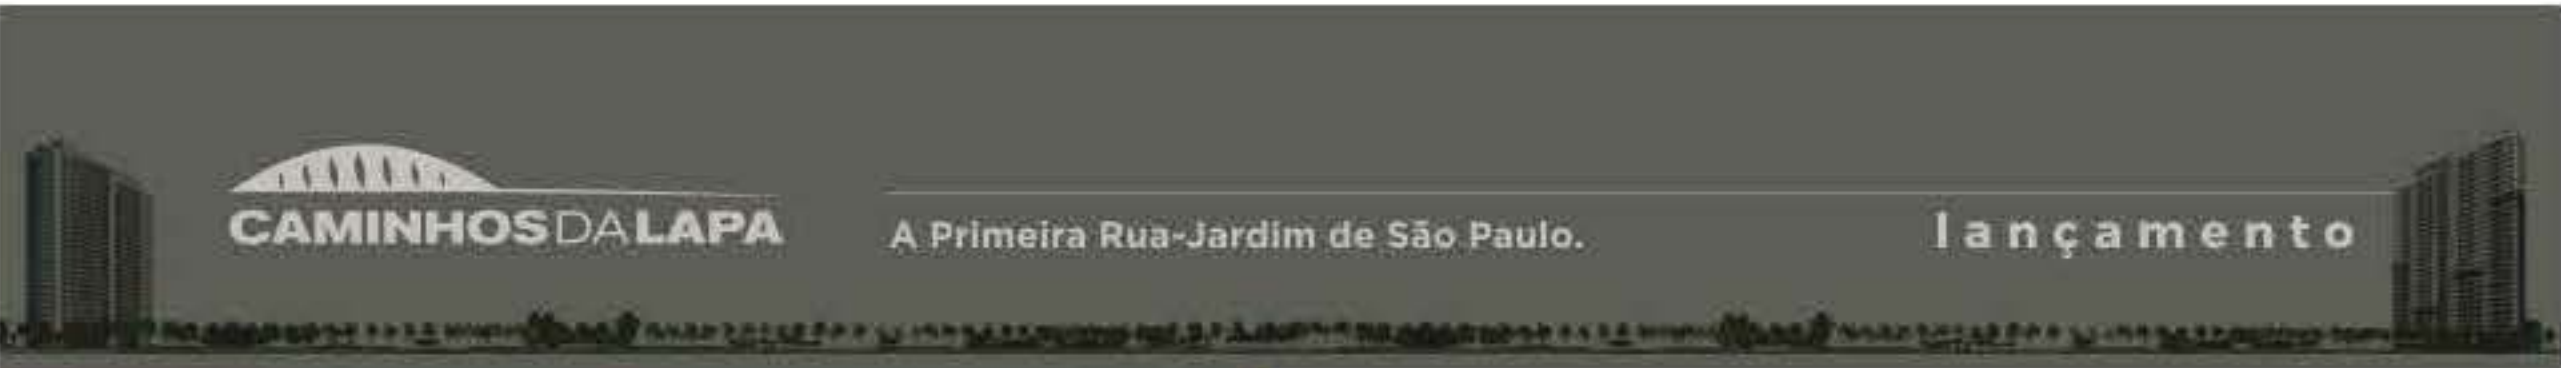 CAMINHOSDALAPA
A Primeira Rua-Jardim de São Paulo.
lançamento